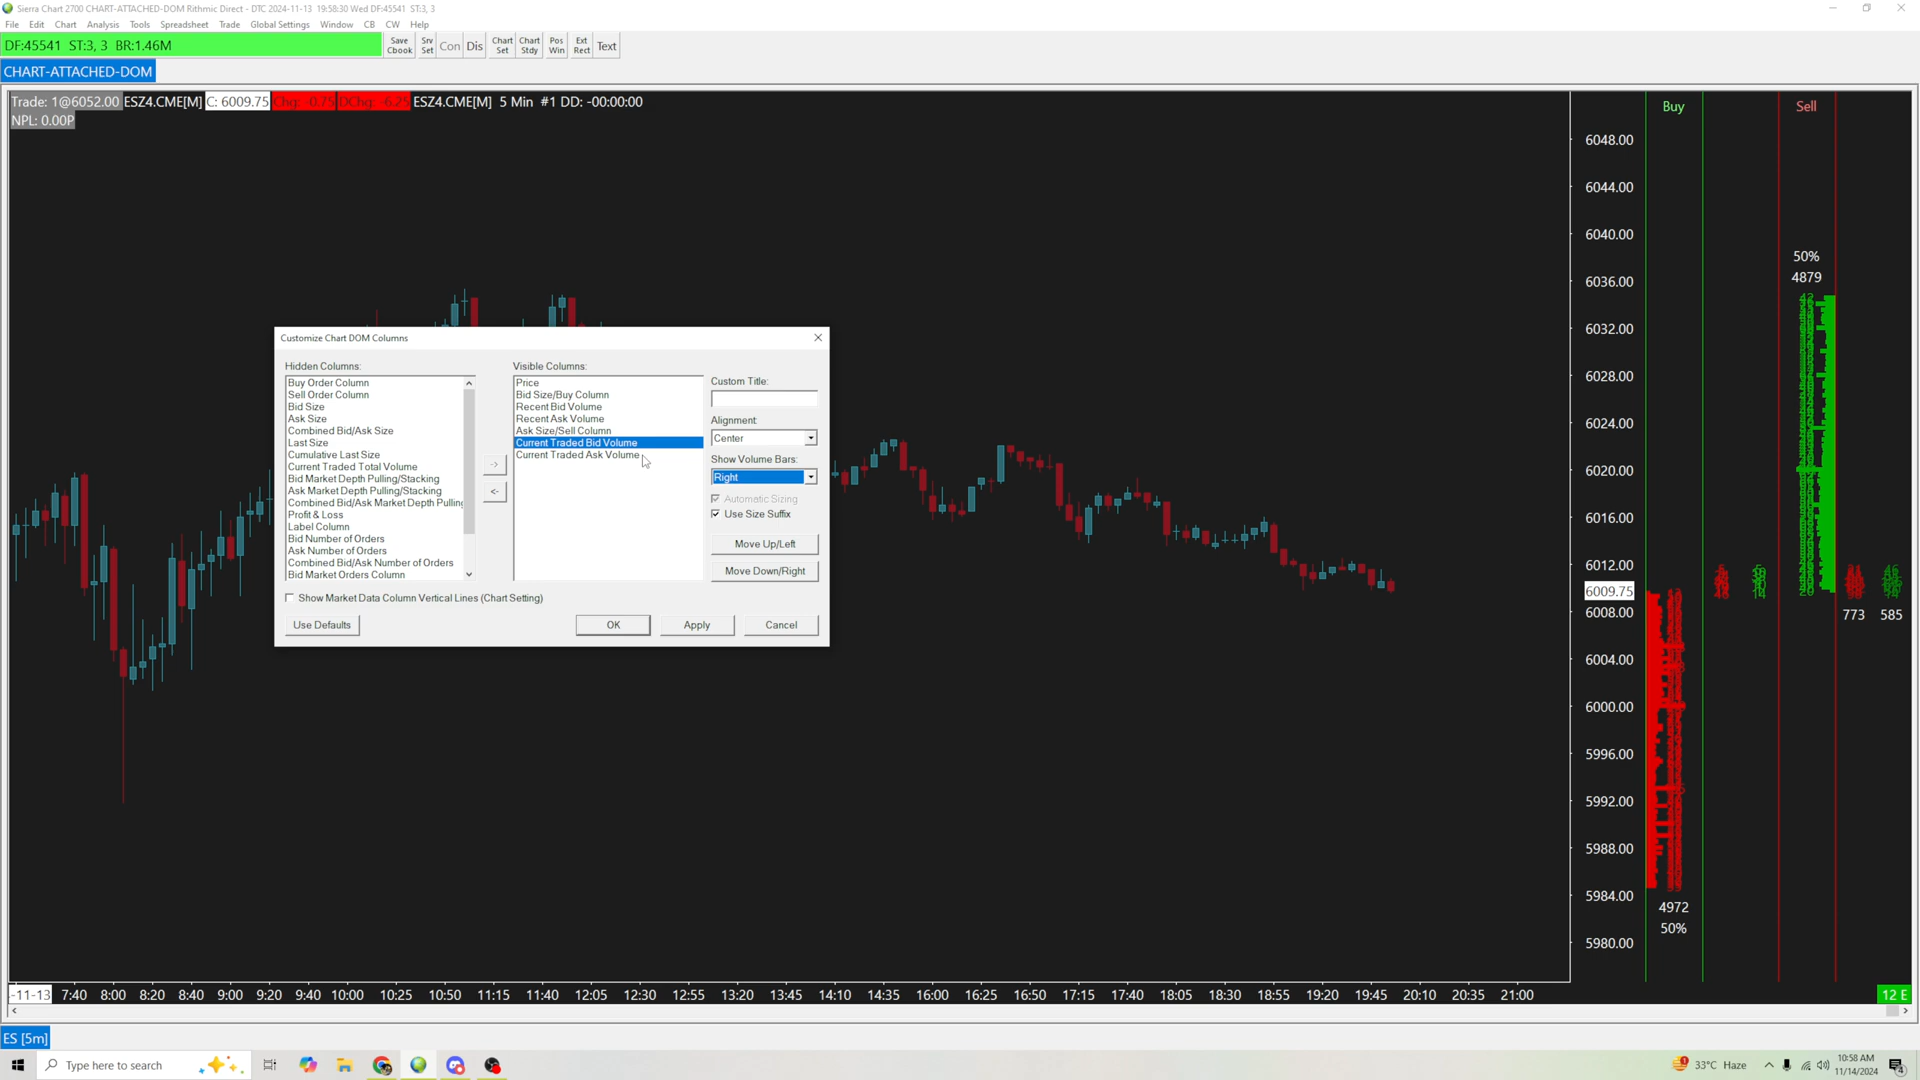 Sierra Chart 2700 CHART-ATTACHED-DOM Rithmic Direct - DTC 2024-11-13 19:58:30 Wed DF:45541 ST:3, 3
File Edit Chart Analysis Tools Spreadsheet Trade Global Settings Window CB CW Help
DF:45541 ST:3, 3 BR:1.46M
Save Cbook
Srv Set
Con
Dis
Chart Set
Chart Stdy
Pos Win
Ext Rect
Text
CHART-ATTACHED-DOM
Trade: 1@6052.00 ESZ4.CME[M] C: 6009.75 Chg: -0.75 DChg: -6.25 ESZ4.CME[M] 5 Min #1 DD: -00:00:00
NPL: 0.00P
Customize Chart DOM Columns
Hidden Columns:
Buy Order Column
Sell Order Column
Bid Size
Ask Size
Combined Bid/Ask Size
Last Size
Cumulative Last Size
Current Traded Total Volume
Bid Market Depth Pulling/Stacking
Ask Market Depth Pulling/Stacking
Combined Bid/Ask Market Depth Pulling
Profit & Loss
Label Column
Bid Number of Orders
Ask Number of Orders
Combined Bid/Ask Number of Orders
Bid Market Orders Column
->
<-
Visible Columns:
Price
Bid Size/Buy Column
Recent Bid Volume
Recent Ask Volume
Ask Size/Sell Column
Current Traded Bid Volume
Current Traded Ask Volume
Custom Title:
Alignment
Center
Show Volume Bars:
Right
Automatic Sizing
Use Size Suffix
Move Up/Left
Move Down/Right
Show Market Data Column Vertical Lines (Chart Setting)
Use Defaults
OK
Apply
Cancel
Buy
Sell
6048.00
6044.00
6040.00
6036.00
6032.00
6028.00
6024.00
6020.00
6016.00
6012.00
6009.75
6008.00
6004.00
6000.00
5996.00
5992.00
5988.00
5984.00
5980.00
50%
4879
773 585
4972
50%
-11-13 7:40 8:00 8:20 8:40 9:00 9:20 9:40 10:00 10:25 10:50 11:15 11:40 12:05 12:30 12:55 13:20 13:45 14:10 14:35 16:00 16:25 16:50 17:15 17:40 18:05 18:30 18:55 19:20 19:45 20:10 20:35 21:00
12 E
ES [5m]
Type here to search
33°C Haze
10:58 AM
11/14/2024